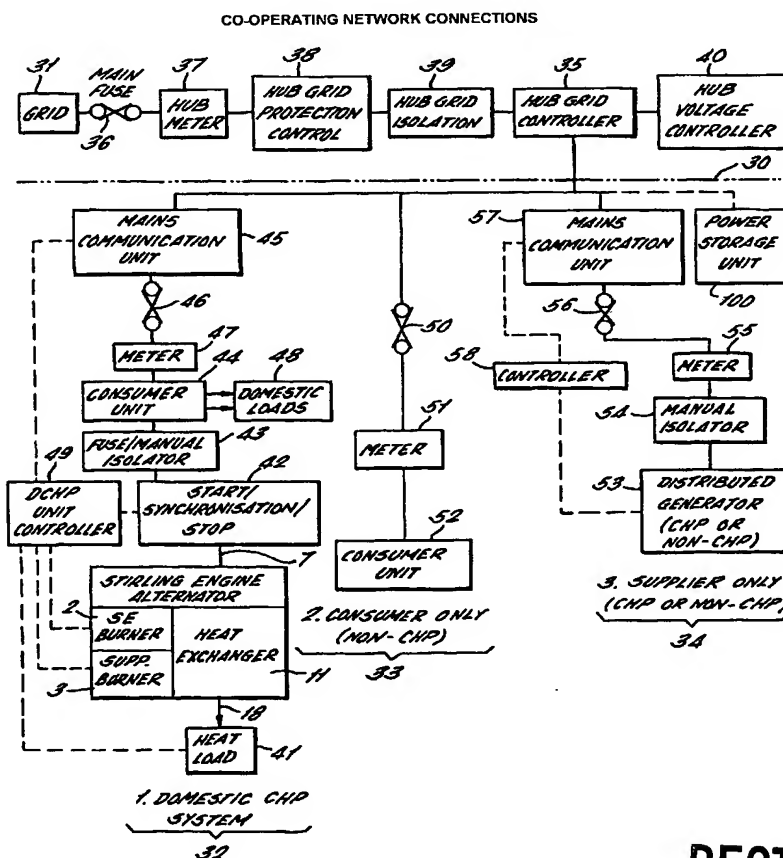 CO-OPERATING NETWORK CONNECTIONS
31
GRID
MAIN
FUSE
36
37
HUB
METER
38
HUB GRID
PROTECTION
CONTROL
39
HUB GRID
ISOLATION
35
HUB GRID
CONTROLLER
40
HUB
VOLTAGE
CONTROLLER
30
MAINS
COMMUNICATION
UNIT
45
46
METER
47
44
CONSUMER
UNIT
48
DOMESTIC
LOADS
43
FUSE/MANUAL
ISOLATOR
49
DCHP UNIT
CONTROLLER
42
START/
SYNCHRONISATION/
STOP
7
STIRLING ENGINE
ALTERNATOR
2
SE
BURNER
SUPP.
BURNER
3
HEAT
EXCHANGER
11
18
HEAT
LOAD
41
1. DOMESTIC CHP
SYSTEM
32
50
51
METER
52
CONSUMER
UNIT
2. CONSUMER ONLY
(NON-CHP)
33
57
MAINS
COMMUNICATION
UNIT
POWER
STORAGE
UNIT
100
56
58
CONTROLLER
55
METER
54
MANUAL
ISOLATOR
53
DISTRIBUTED
GENERATOR
(CHP OR
NON-CHP)
3. SUPPLIER ONLY
(CHP OR NON-CHP)
34